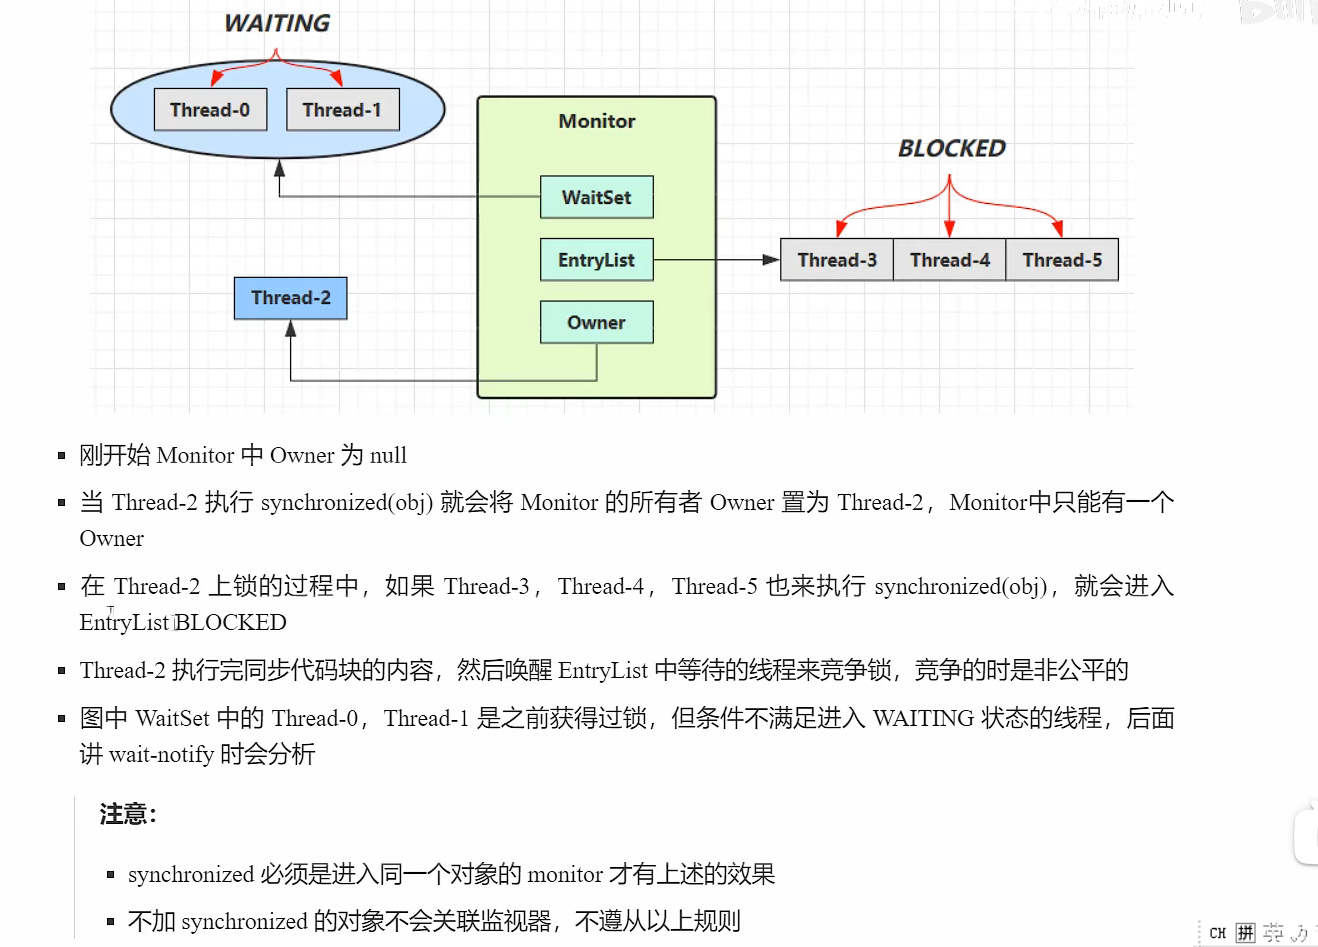 WAITING
Thread-0 Thread-1
Monitor
BLOCKED
WaitSet
EntryList
Thread-3 Thread-4 Thread-5
Thread-2
Owner
刚开始 Monitor 中 Owner 为 null
当 Thread-2 执行 synchronized(obj) 就会将 Monitor 的所有者 Owner 置为 Thread-2，Monitor中只能有一个
Owner
在 Thread-2 上锁的过程中，如果 Thread-3，Thread-4，Thread-5 也来执行 synchronized(obj)，就会进入
EntryList BLOCKED
Thread-2 执行完同步代码块的内容，然后唤醒 EntryList 中等待的线程来竞争锁，竞争的时是非公平的
图中 WaitSet 中的 Thread-0，Thread-1 是之前获得过锁，但条件不满足进入 WAITING 状态的线程，后面
讲 wait-notify 时会分析
注意：
synchronized 必须是进入同一个对象的 monitor 才有上述的效果
不加 synchronized 的对象不会关联监视器，不遵从以上规则
CH 拼 英